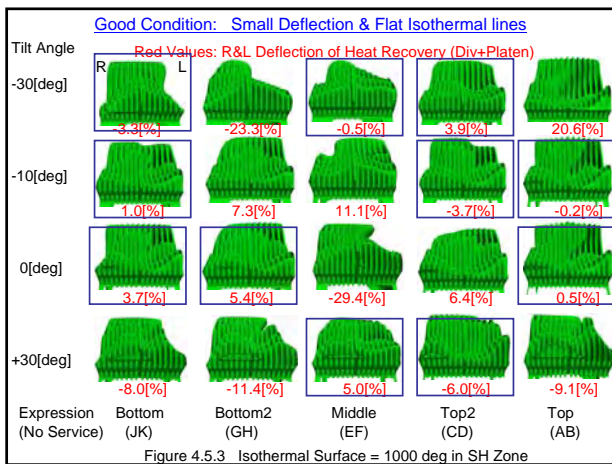 Good Condition: Small Deflection & Flat Isothermal lines
Tilt Angle
Red Values: R&L Deflection of Heat Recovery (Div+Platen)
R L
-30[deg]
-3.3[%] -23.3[%] -0.5[%] 3.9[%] 20.6[%]
-10[deg]
1.0[%] 7.3[%] 11.1[%] -3.7[%] -0.2[%]
0[deg]
3.7[%] 5.4[%] -29.4[%] 6.4[%] 0.5[%]
+30[deg]
-8.0[%] -11.4[%] 5.0[%] -6.0[%] -9.1[%]
Expression Bottom Bottom2 Middle Top2 Top
(No Service) (JK) (GH) (EF) (CD) (AB)
Figure 4.5.3 Isothermal Surface = 1000 deg in SH Zone